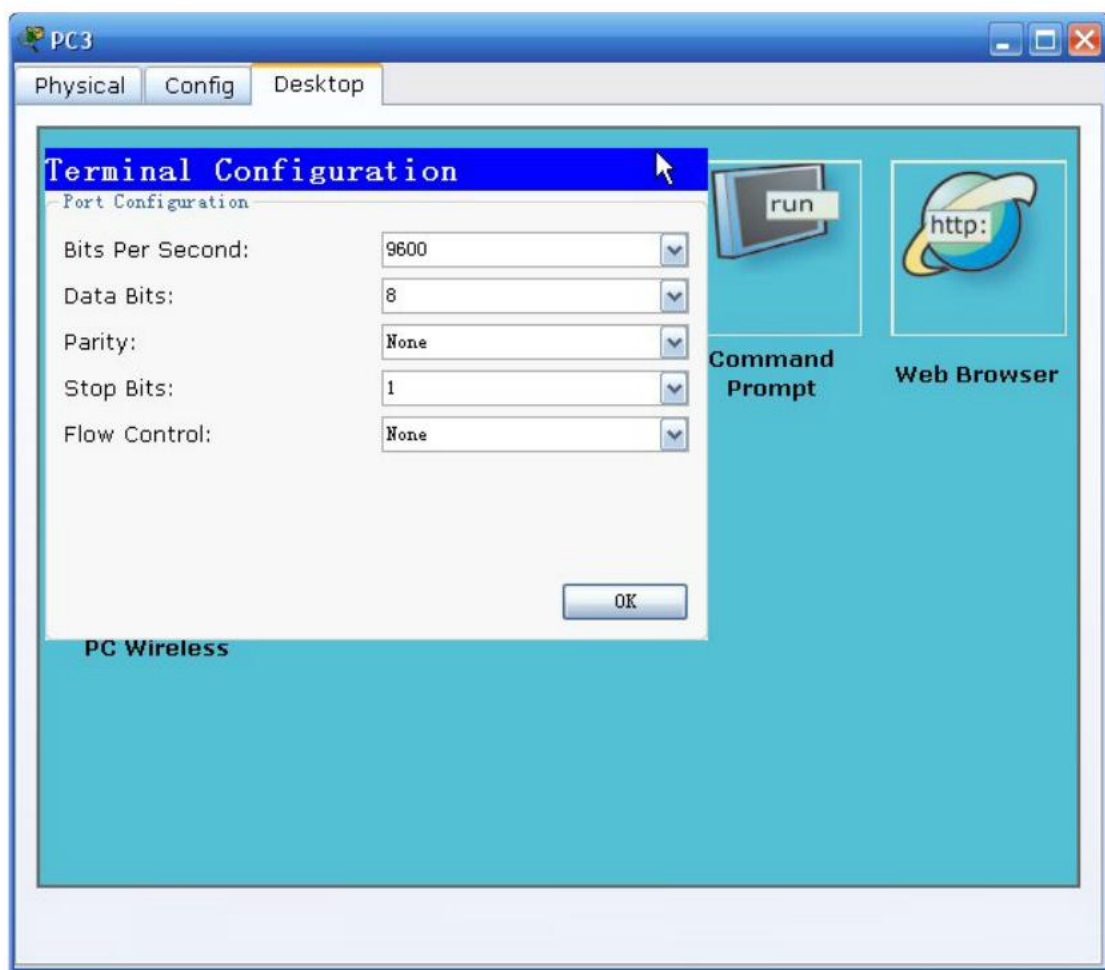 PC3
Physical Config Desktop
Terminal Configuration
Port Configuration
Bits Per Second: 9600
Data Bits: 8
Parity: None
Stop Bits: 1
Flow Control: None
OK
run
http:
Command
Prompt
Web Browser
PC Wireless